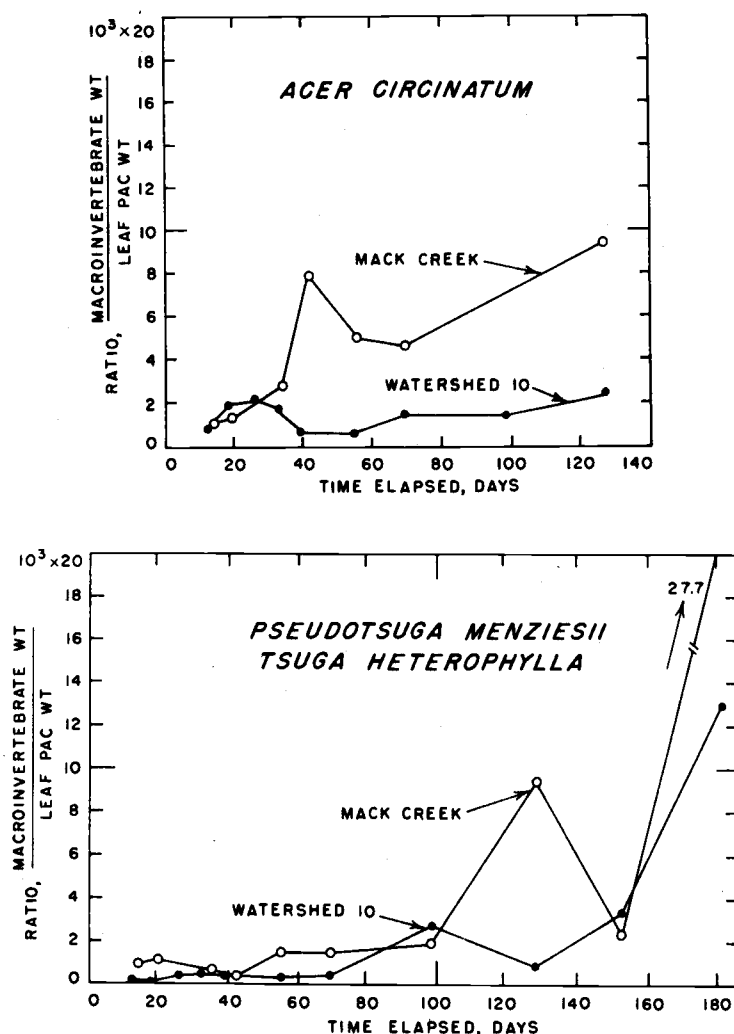 10³ × 20
18
16
14
12
10
8
6
4
2
0
RATIO, MACROINVERTEBRATE WT
LEAF PAC WT
ACER CIRCINATUM
MACK CREEK
WATERSHED 10
0 20 40 60 80 100 120 140
TIME ELAPSED, DAYS
10³ × 20
18
16
14
12
10
8
6
4
2
0
RATIO, MACROINVERTEBRATE WT
LEAF PAC WT
27.7
PSEUDOTSUGA MENZIESII
TSUGA HETEROPHYLLA
MACK CREEK
WATERSHED 10
0 20 40 60 80 100 120 140 160 180
TIME ELAPSED, DAYS